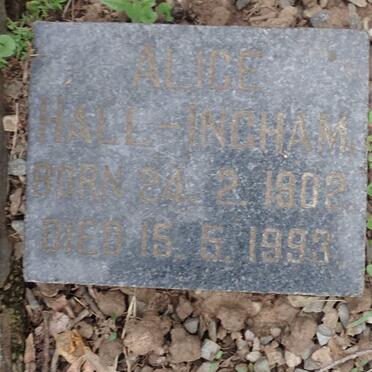 ALICE
HALL-INGHAM.
BORN 24. 2. 1902.
DIED 15. 5. 1993.